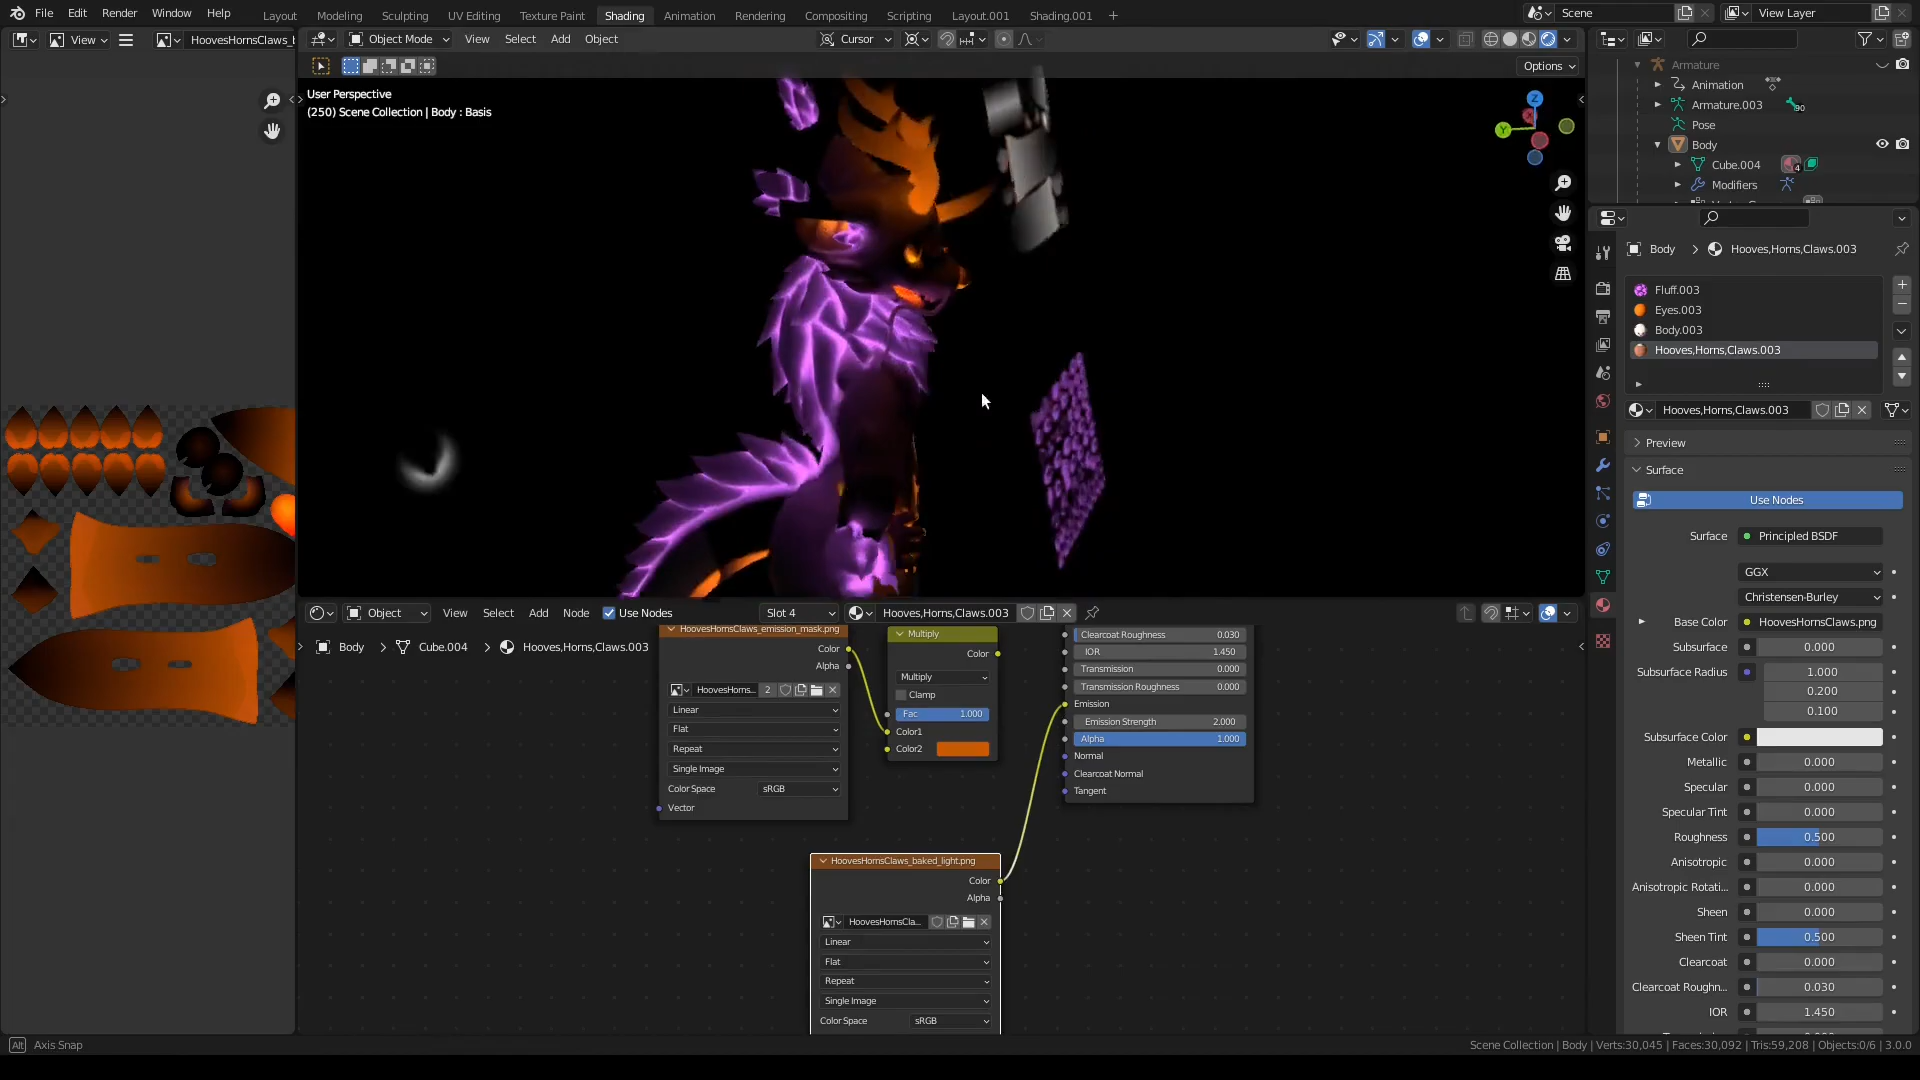 File Edit Render Window Help
Layout Modeling Sculpting UV Editing Texture Paint Shading Animation Rendering Compositing Scripting Layout.001 Shading.001 +
Scene
View Layer
View
HoovesHornsClaws_
Object Mode View Select Add Object
Cursor
Options
User Perspective
(250) Scene Collection | Body : Basis
Z
Y
Armature
Animation
Armature.003
90
Pose
Body
Cube.004
4
Modifiers
Body > Hooves,Horns,Claws.003
Fluff.003
Eyes.003
Body.003
Hooves,Horns,Claws.003
Hooves,Horns,Claws.003
Preview
Surface
Use Nodes
Surface Principled BSDF
GGX
Christensen-Burley
Base Color HoovesHornsClaws.png
Subsurface 0.000
Subsurface Radius 1.000
0.200
0.100
Subsurface Color
Metallic 0.000
Specular 0.000
Specular Tint 0.000
Roughness 0.500
Anisotropic 0.000
Anisotropic Rotati... 0.000
Sheen 0.000
Sheen Tint 0.500
Clearcoat 0.000
Clearcoat Roughn... 0.030
IOR 1.450
Object View Select Add Node Use Nodes Slot 4 Hooves,Horns,Claws.003
Body > Cube.004 > Hooves,Horns,Claws.003
HoovesHornsClaws_emission_mask.png
Color
Alpha
HoovesHorns... 2
Linear
Flat
Repeat
Single Image
Color Space sRGB
Vector
Multiply
Color
Multiply
Clamp
Fac 1.000
Color1
Color2
Clearcoat Roughness 0.030
IOR 1.450
Transmission 0.000
Transmission Roughness 0.000
Emission
Emission Strength 2.000
Alpha 1.000
Normal
Clearcoat Normal
Tangent
HoovesHornsClaws_baked_light.png
Color
Alpha
HoovesHornsCla...
Linear
Flat
Repeat
Single Image
Color Space sRGB
Alt Axis Snap
Scene Collection | Body | Verts:30,045 | Faces:30,092 | Tris:59,208 | Objects:0/6 | 3.0.0